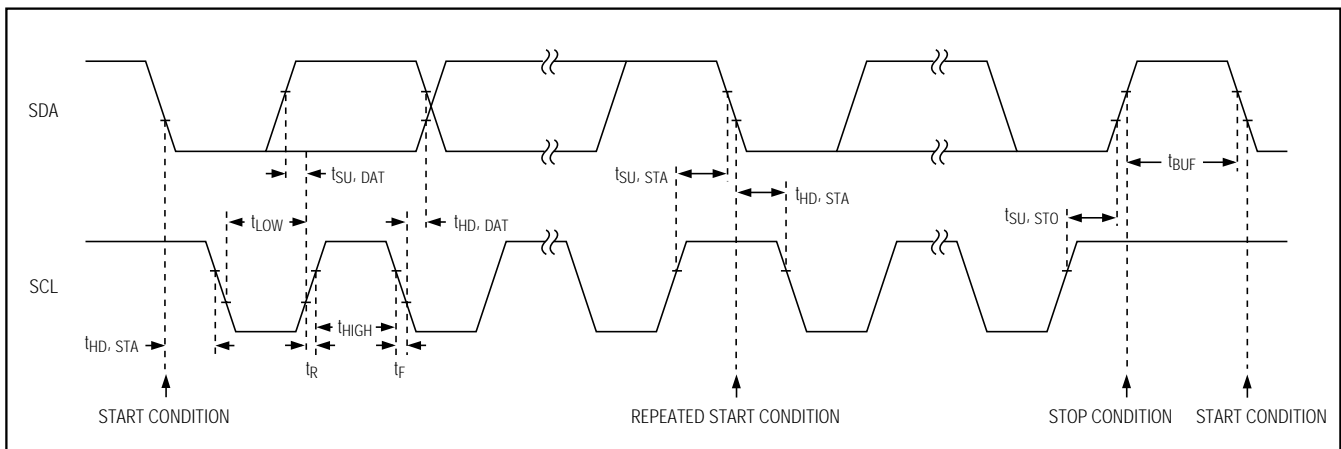 SDA
tSU, DAT
tSU, STA
tHD, STA
tBUF
tLOW
tHD, DAT
tSU, STO
SCL
tHIGH
tHD, STA
tR
tF
START CONDITION
REPEATED START CONDITION
STOP CONDITION
START CONDITION